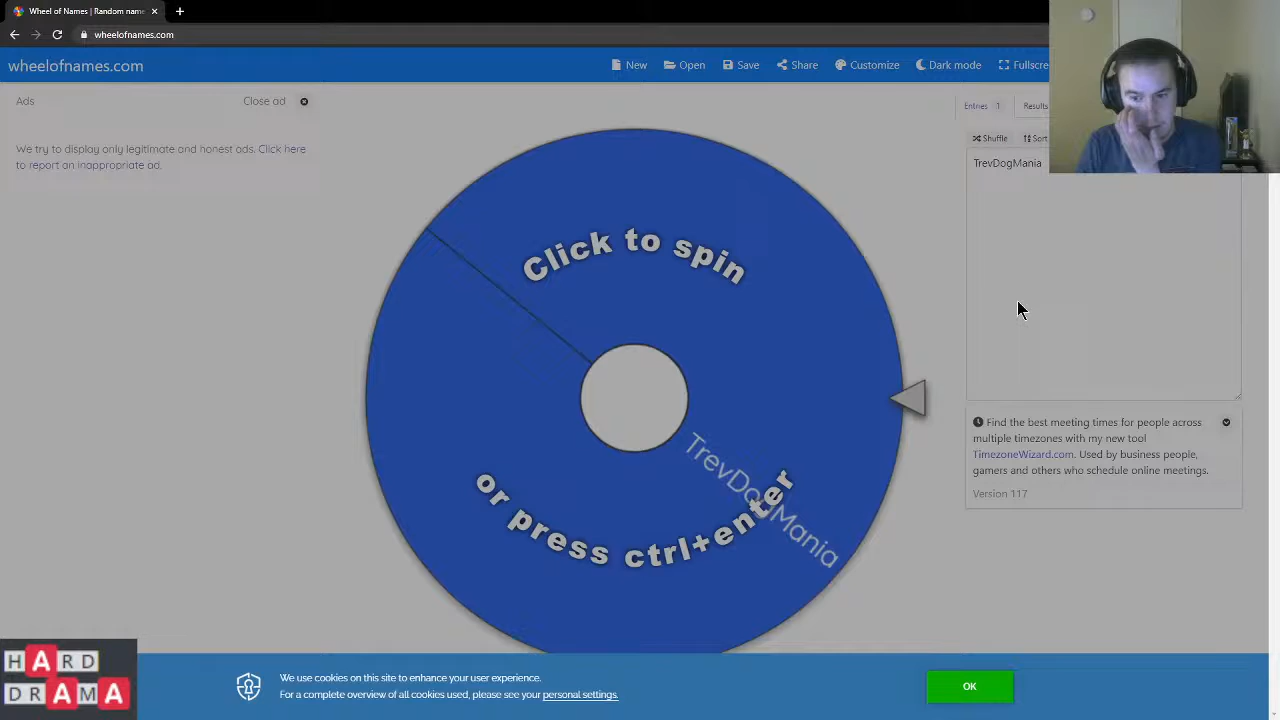 Wheel of Names | Random name
wheelofnames.com
wheelofnames.com
New
Open
Save
Share
Customize
Dark mode
Fullscre
Ads
Close ad
We try to display only legitimate and honest ads. Click here
to report an inappropriate ad.
Click to spin
or press ctrl+enter
TrevDogMania
Entries 1
Results
Shuffle
Sort
TrevDogMania
Find the best meeting times for people across
multiple timezones with my new tool
TimezoneWizard.com. Used by business people,
gamers and others who schedule online meetings.
Version 117
HARD
DRAMA
We use cookies on this site to enhance your user experience.
For a complete overview of all cookies used, please see your personal settings.
OK